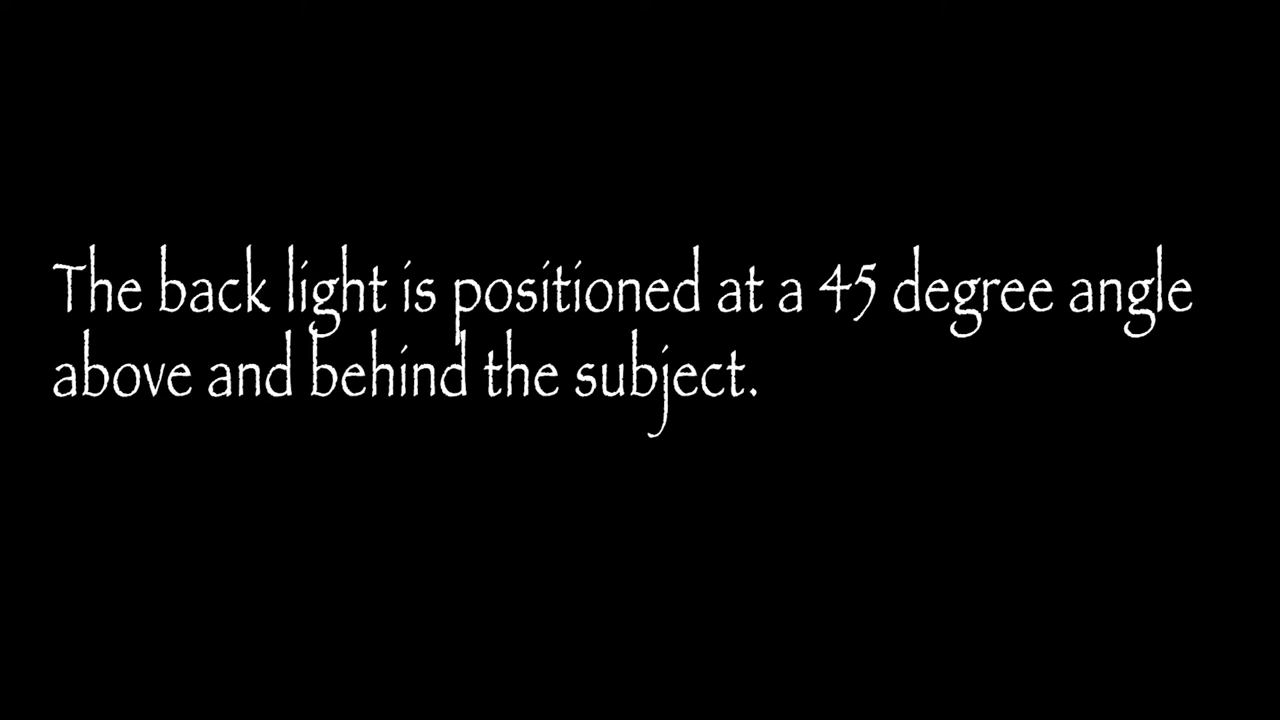 The back light is positioned at a 45 degree angle
above and behind the subject.